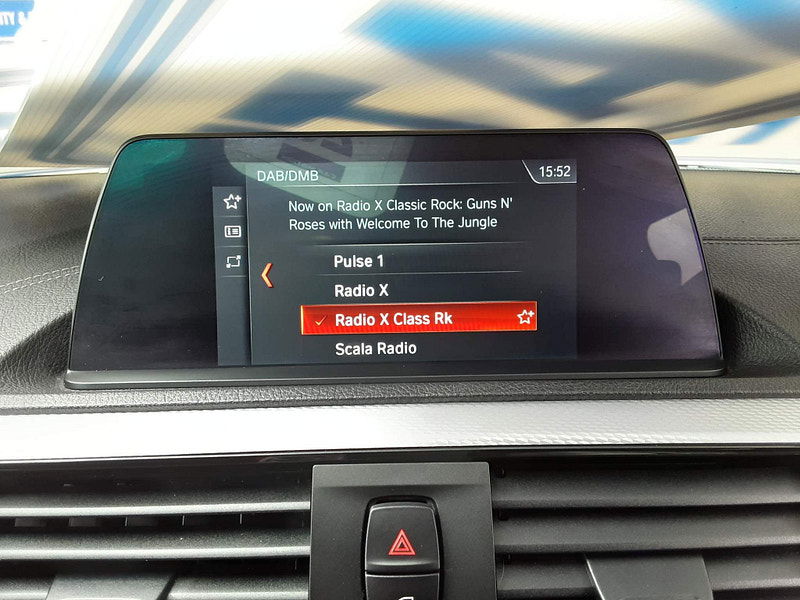 DAB/DMB
15:52
Now on Radio X Classic Rock: Guns N'
Roses with Welcome To The Jungle
Pulse 1
Radio X
Radio X Class Rk
Scala Radio